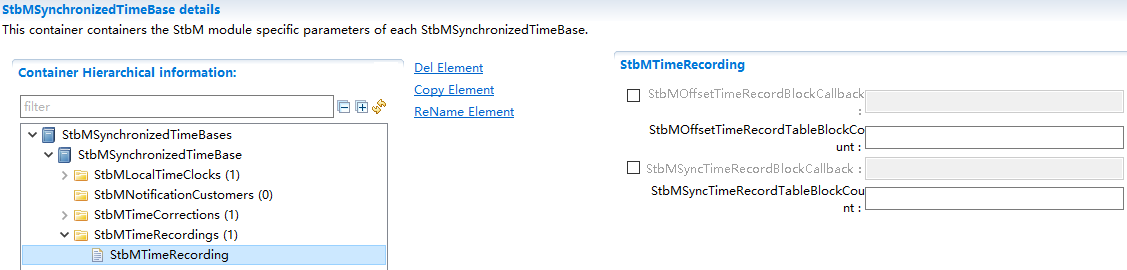 StbMSynchronizedTimeBase details
This container containers the StbM module specific parameters of each StbMSynchronizedTimeBase.
Container Hierarchical information:
filter
StbMSynchronizedTimeBases
StbMSynchronizedTimeBase
StbMLocalTimeClocks (1)
StbMNotificationCustomers (0)
StbMTimeCorrections (1)
StbMTimeRecordings (1)
StbMTimeRecording
Del Element
Copy Element
ReName Element
StbMTimeRecording
StbMOffsetTimeRecordBlockCallback
:
StbMOffsetTimeRecordTableBlockCo
unt :
StbMSyncTimeRecordBlockCallback :
StbMSyncTimeRecordTableBlockCou
nt :